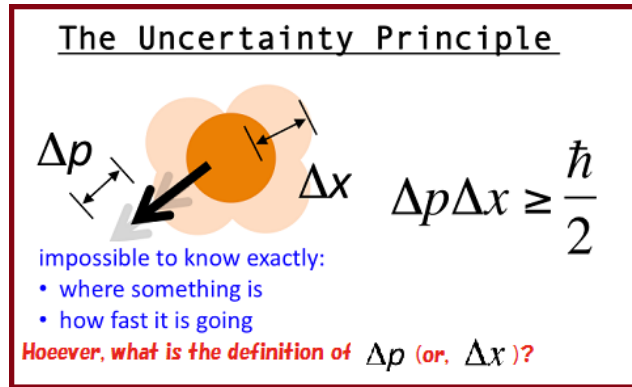 The Uncertainty Principle
Δp
Δx
ΔpΔx ≥ ħ/2
impossible to know exactly:
• where something is
• how fast it is going
Hoeever, what is the definition of Δp (or, Δx)?